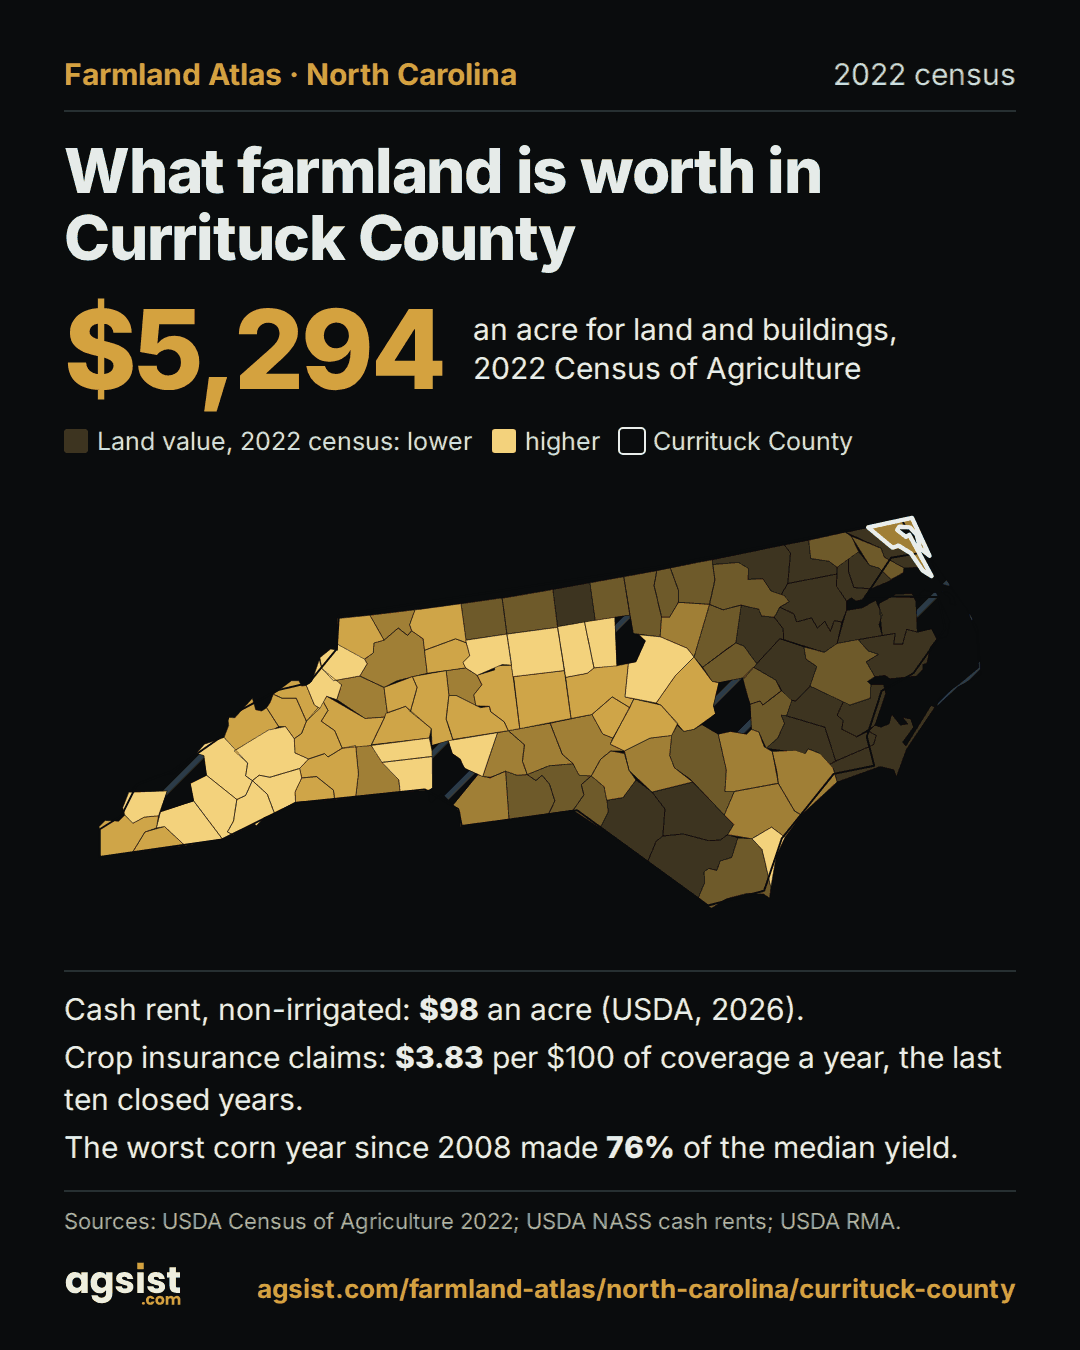 Farmland Atlas · North Carolina
2022 census
What farmland is worth in
Currituck County
$5,294
an acre for land and buildings,
2022 Census of Agriculture
Land value, 2022 census: lower
higher
Currituck County
Cash rent, non-irrigated: $98 an acre (USDA, 2026).
Crop insurance claims: $3.83 per $100 of coverage a year, the last
ten closed years.
The worst corn year since 2008 made 76% of the median yield.
Sources: USDA Census of Agriculture 2022; USDA NASS cash rents; USDA RMA.
agsist
.com
agsist.com/farmland-atlas/north-carolina/currituck-county